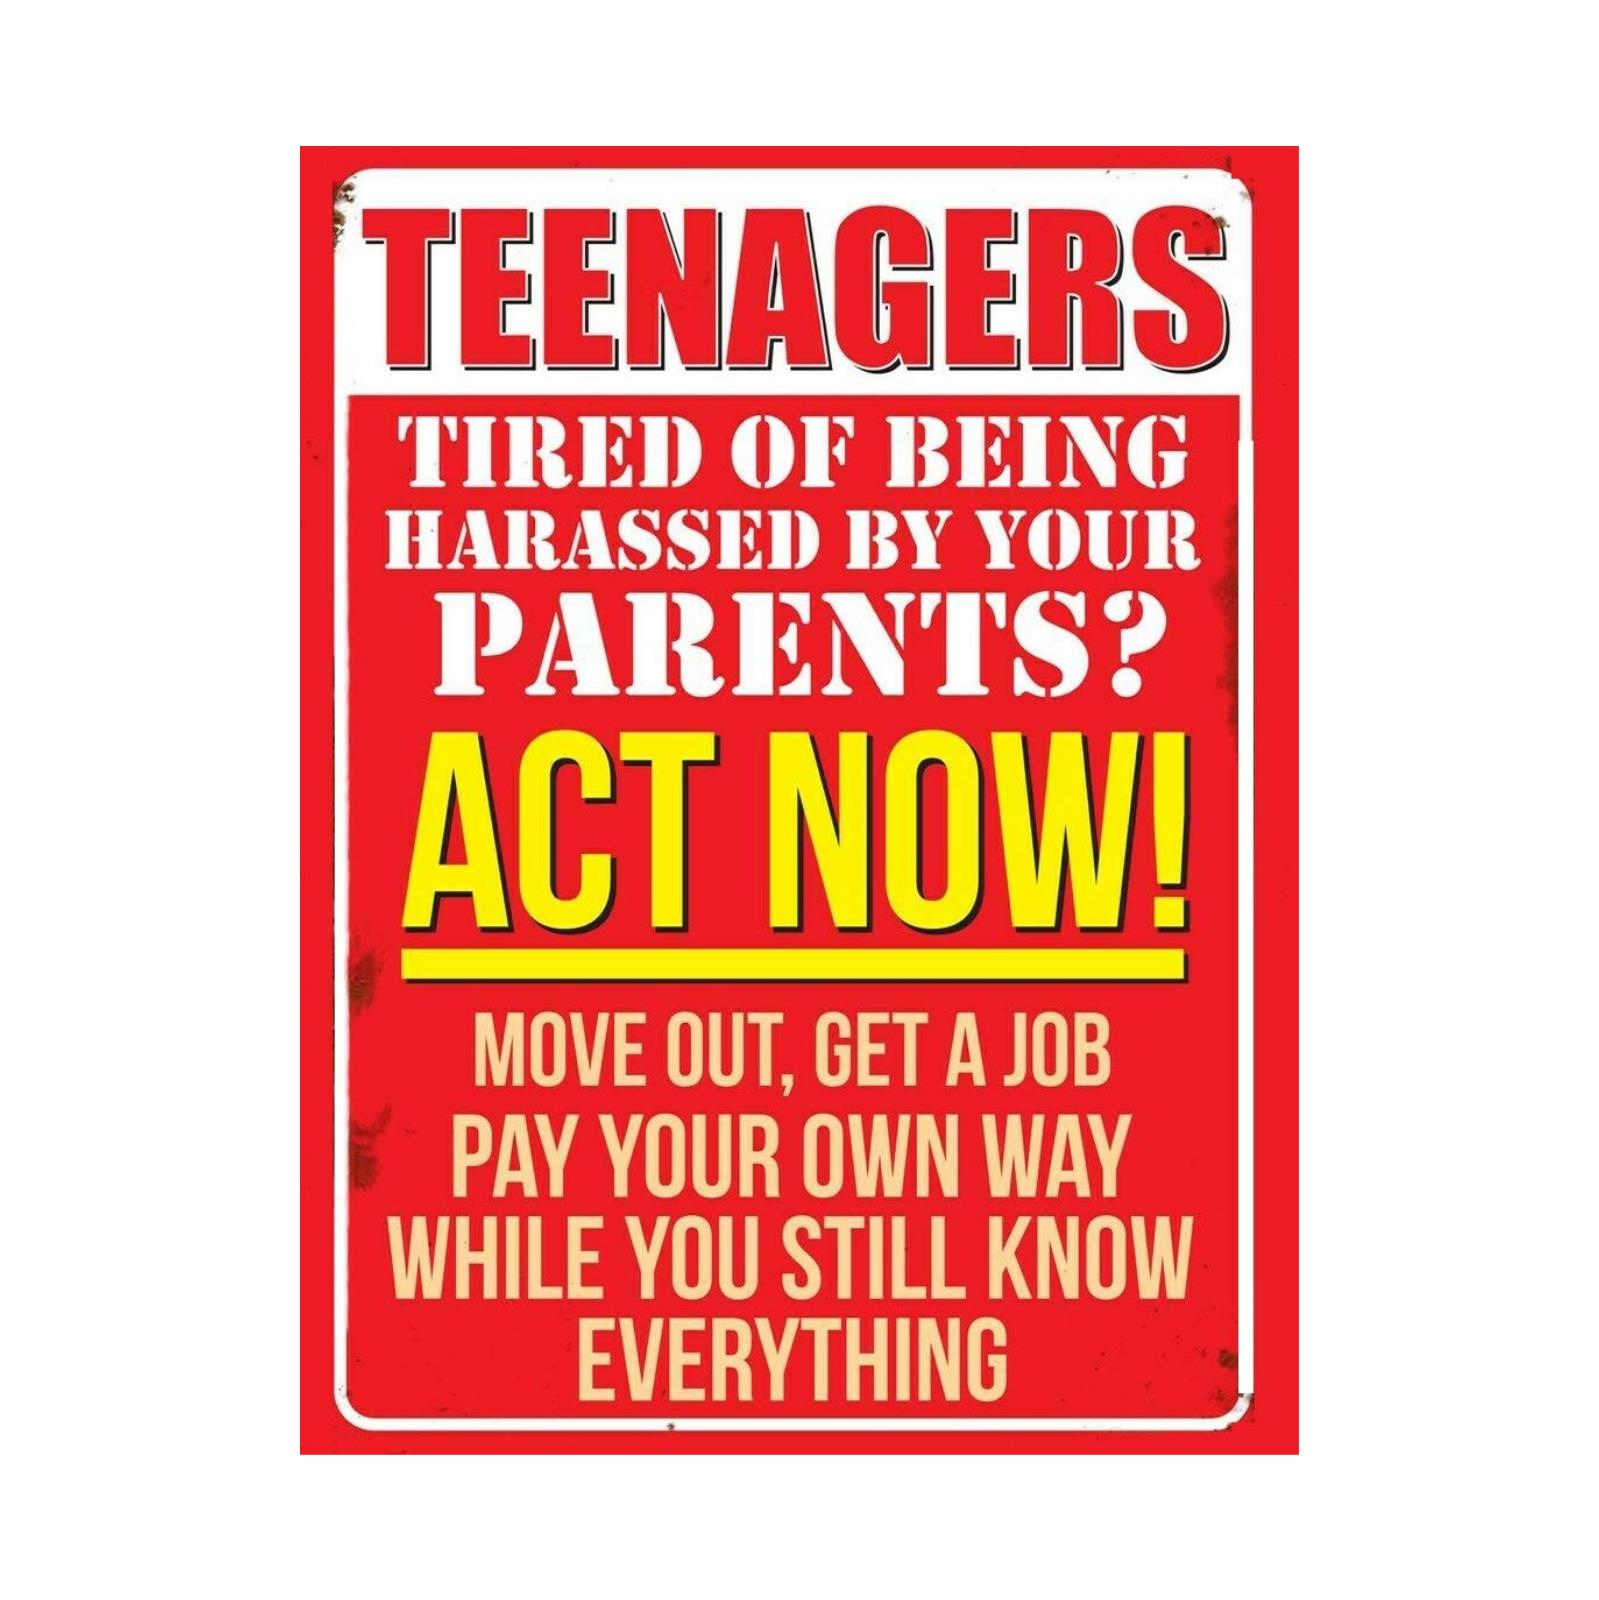 TEENAGERS
TIRED OF BEING
HARASSED BY YOUR
PARENTS?
ACT NOW!
MOVE OUT, GET A JOB
PAY YOUR OWN WAY
WHILE YOU STILL KNOW
EVERYTHING